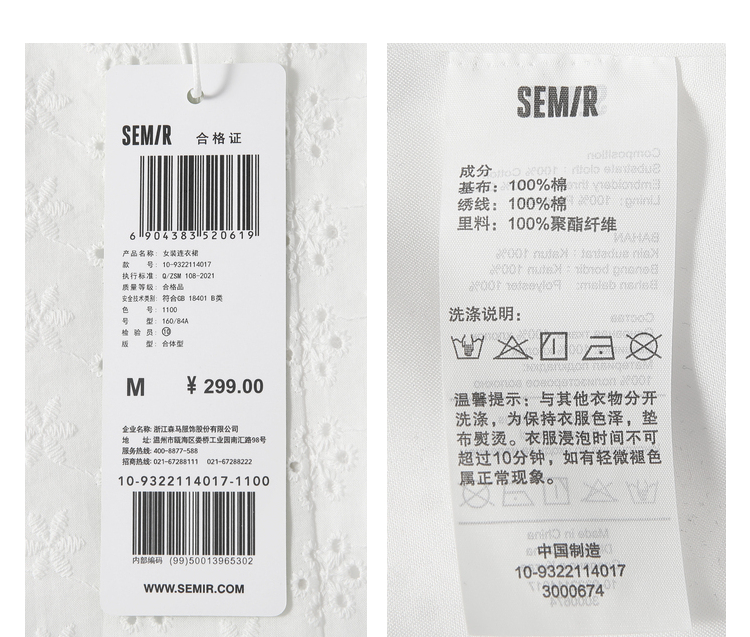 SEMIR 合格证
6 904383 520619
产品名称: 女装连衣裙
款 号: 10-9322114017
执行标准: Q/ZSM 108-2021
质量等级: 合格品
安全技术类别: 符合GB 18401 B类
色 号: 1100
号 型: 160/84A
检 验 员: ⑩
版 型: 合体型
M ¥ 299.00
企业名称: 浙江森马服饰股份有限公司
地 址: 温州市瓯海区娄桥工业园南汇路98号
服务热线: 400-8877-588
招商热线: 021-67288111 021-67288222
10-9322114017-1100
内部编码 (99)50013965302
WWW.SEMIR.COM
SEMIR
成分
基布: 100%棉
绣线: 100%棉
里料: 100%聚酯纤维
洗涤说明:
温馨提示: 与其他衣物分开
洗涤, 为保持衣服色泽, 垫
布熨烫。衣服浸泡时间不可
超过10分钟, 如有轻微褪色
属正常现象。
中国制造
10-9322114017
3000674